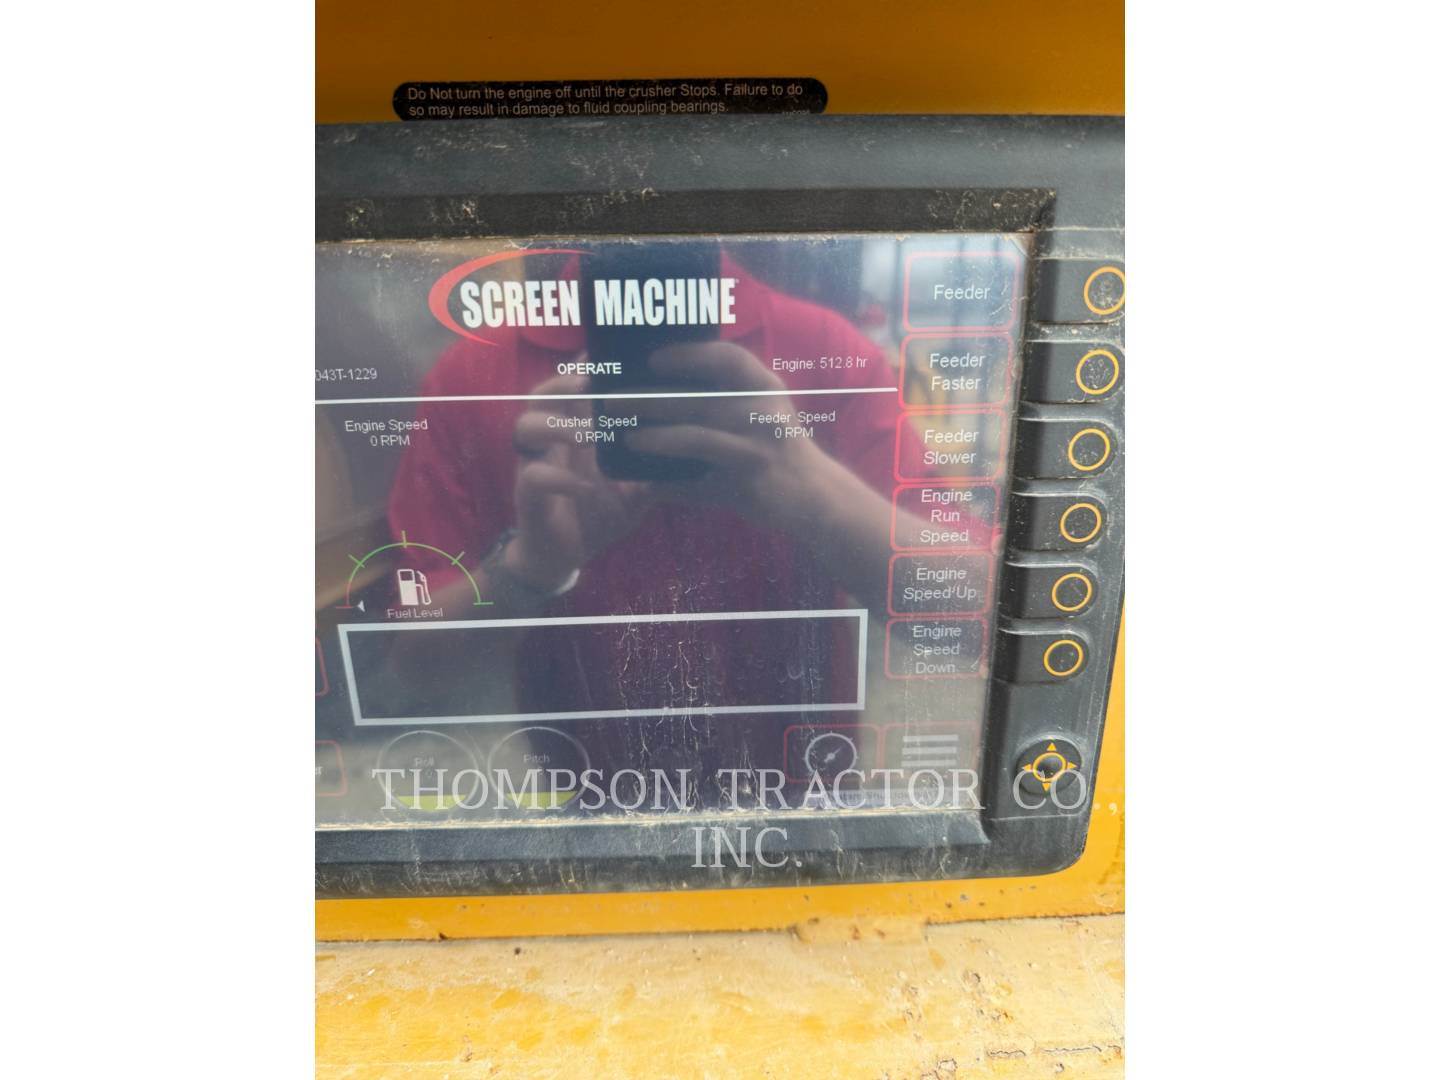 Do Not turn the engine off until the crusher Stops. Failure to do
so may result in damage to fluid coupling bearings.
SCREEN MACHINE
Feeder
043T-1229
OPERATE
Engine: 512.8 hr
Feeder
Faster
Engine Speed
0 RPM
Crusher Speed
0 RPM
Feeder Speed
0 RPM
Feeder
Slower
Engine
Run
Speed
Engine
Speed Up
Fuel Level
Engine
Speed
Down
Roll
Pitch
THOMPSON TRACTOR CO.,
INC.